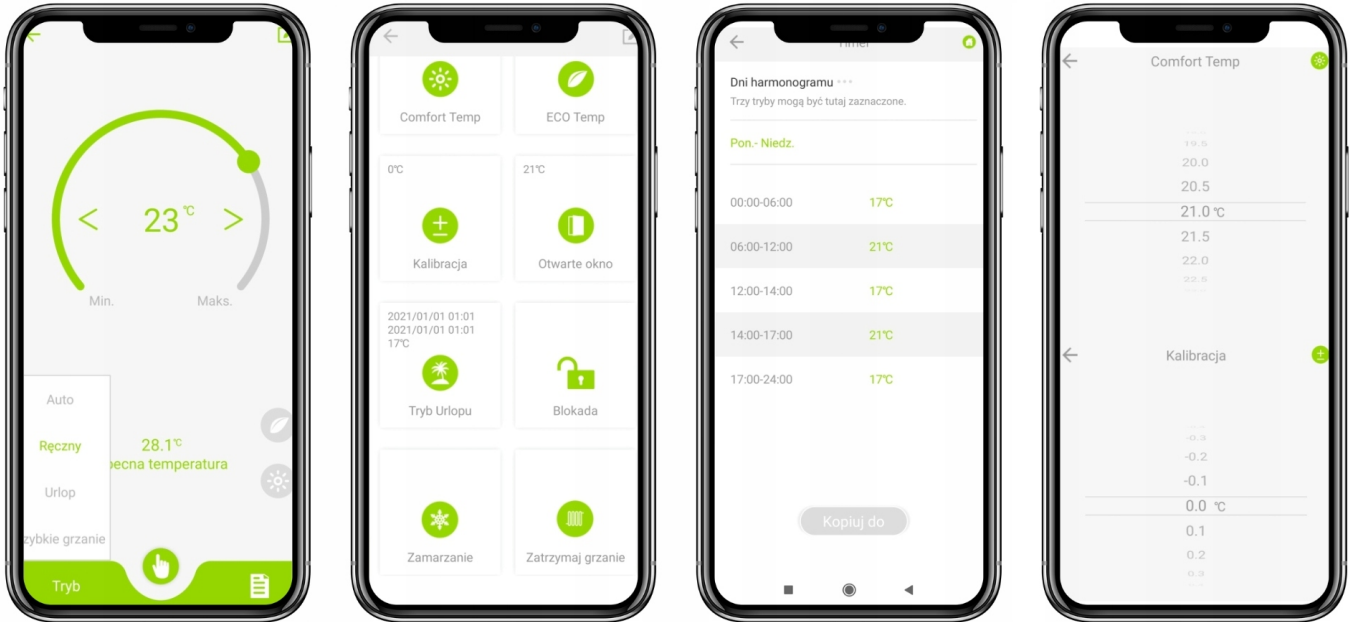 23°C
Min.
Maks.
Auto
Ręczny
Urlop
zybkie grzanie
28.1°C
ecna temperatura
Tryb
Comfort Temp
ECO Temp
0°C
Kalibracja
21°C
Otwarte okno
2021/01/01 01:01
2021/01/01 01:01
17°C
Tryb Urlopu
Blokada
Zamarzanie
Zatrzymaj grzanie
Timer
Dni harmonogramu
Trzy tryby mogą być tutaj zaznaczone.
Pon.- Niedz.
00:00-06:00 17°C
06:00-12:00 21°C
12:00-14:00 17°C
14:00-17:00 21°C
17:00-24:00 17°C
Kopiuj do
Comfort Temp
19.5
20.0
20.5
21.0 °C
21.5
22.0
22.5
Kalibracja
-0.3
-0.2
-0.1
0.0 °C
0.1
0.2
0.3